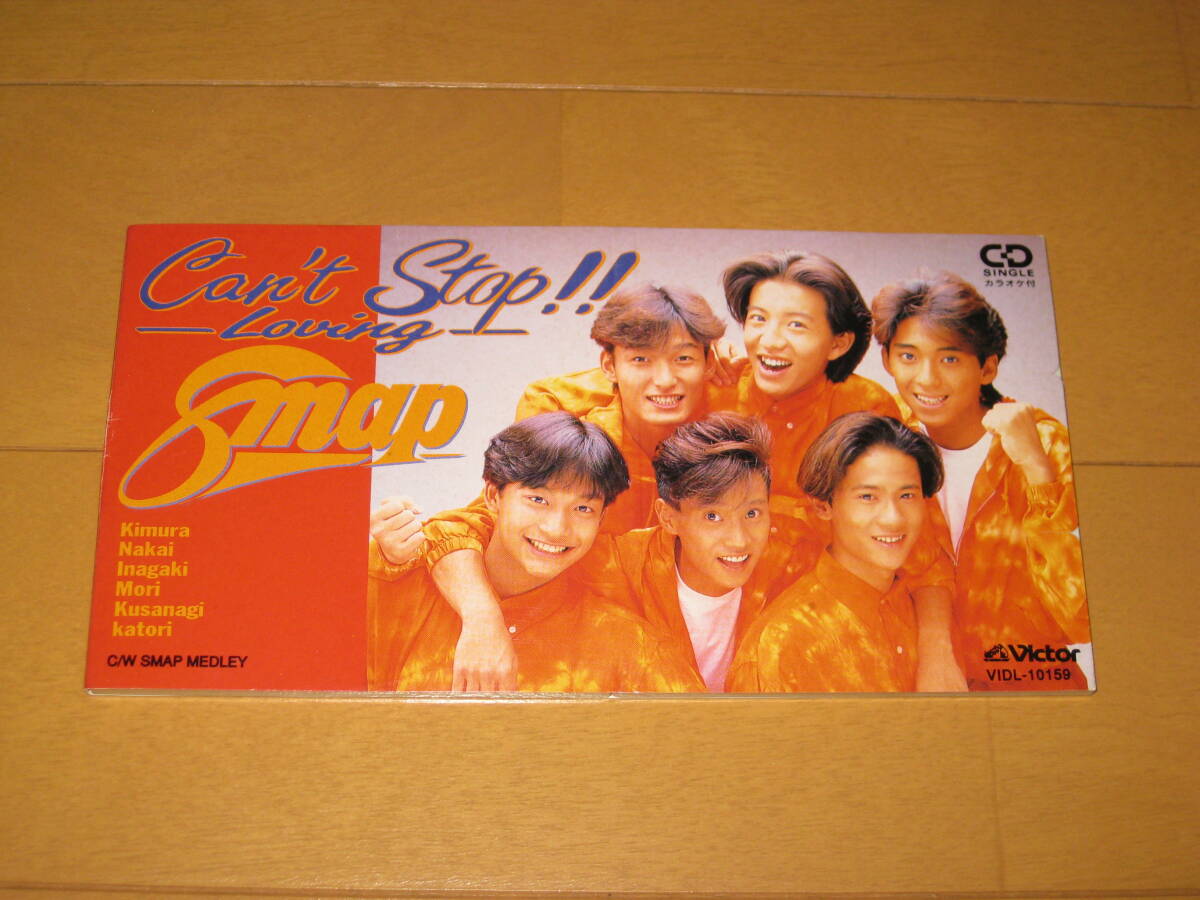 Can't Stop!!
Loving
Smap
Kimura
Nakai
Inagaki
Mori
Kusanagi
katori
C/W SMAP MEDLEY
CD
SINGLE
カラオケ付
Victor
VIDL-10159